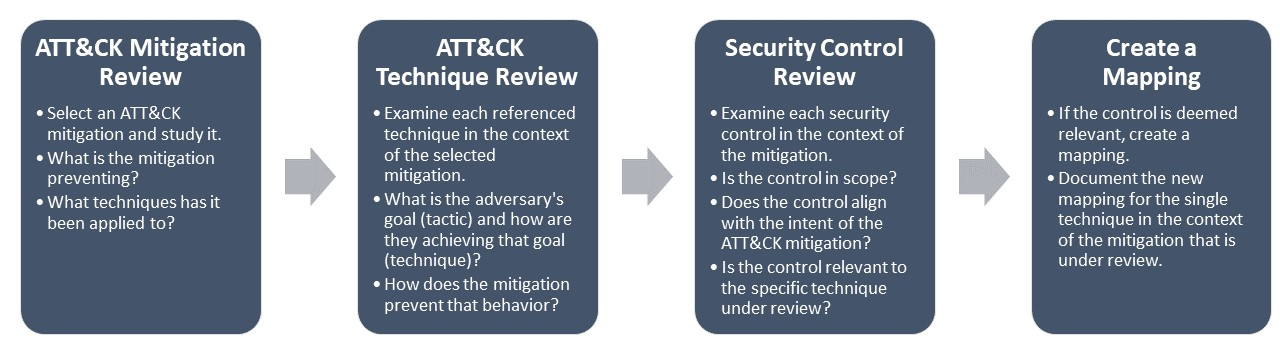 ATT&CK Mitigation
Review
• Select an ATT&CK
mitigation and study it.
• What is the mitigation
preventing?
• What techniques has it
been applied to?
ATT&CK
Technique Review
• Examine each referenced
technique in the context
of the selected
mitigation.
• What is the adversary's
goal (tactic) and how are
they achieving that goal
(technique)?
• How does the mitigation
prevent that behavior?
Security Control
Review
• Examine each security
control in the context of
the mitigation.
• Is the control in scope?
• Does the control align
with the intent of the
ATT&CK mitigation?
• Is the control relevant to
the specific technique
under review?
Create a
Mapping
• If the control is deemed
relevant, create a
mapping.
• Document the new
mapping for the single
technique in the context
of the mitigation that is
under review.